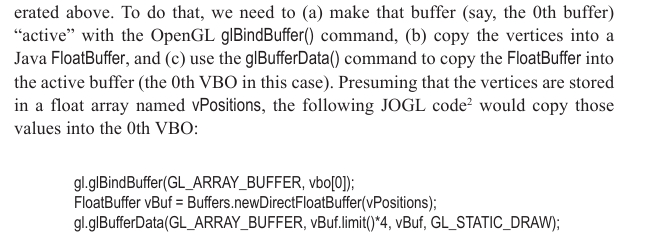 erated above. To do that, we need to (a) make that buffer (say, the 0th buffer)
“active” with the OpenGL glBindBuffer() command, (b) copy the vertices into a
Java FloatBuffer, and (c) use the glBufferData() command to copy the FloatBuffer into
the active buffer (the 0th VBO in this case). Presuming that the vertices are stored
in a float array named vPositions, the following JOGL code² would copy those
values into the 0th VBO:
gl.glBindBuffer(GL_ARRAY_BUFFER, vbo[0]);
FloatBuffer vBuf = Buffers.newDirectFloatBuffer(vPositions);
gl.glBufferData(GL_ARRAY_BUFFER, vBuf.limit()*4, vBuf, GL_STATIC_DRAW);